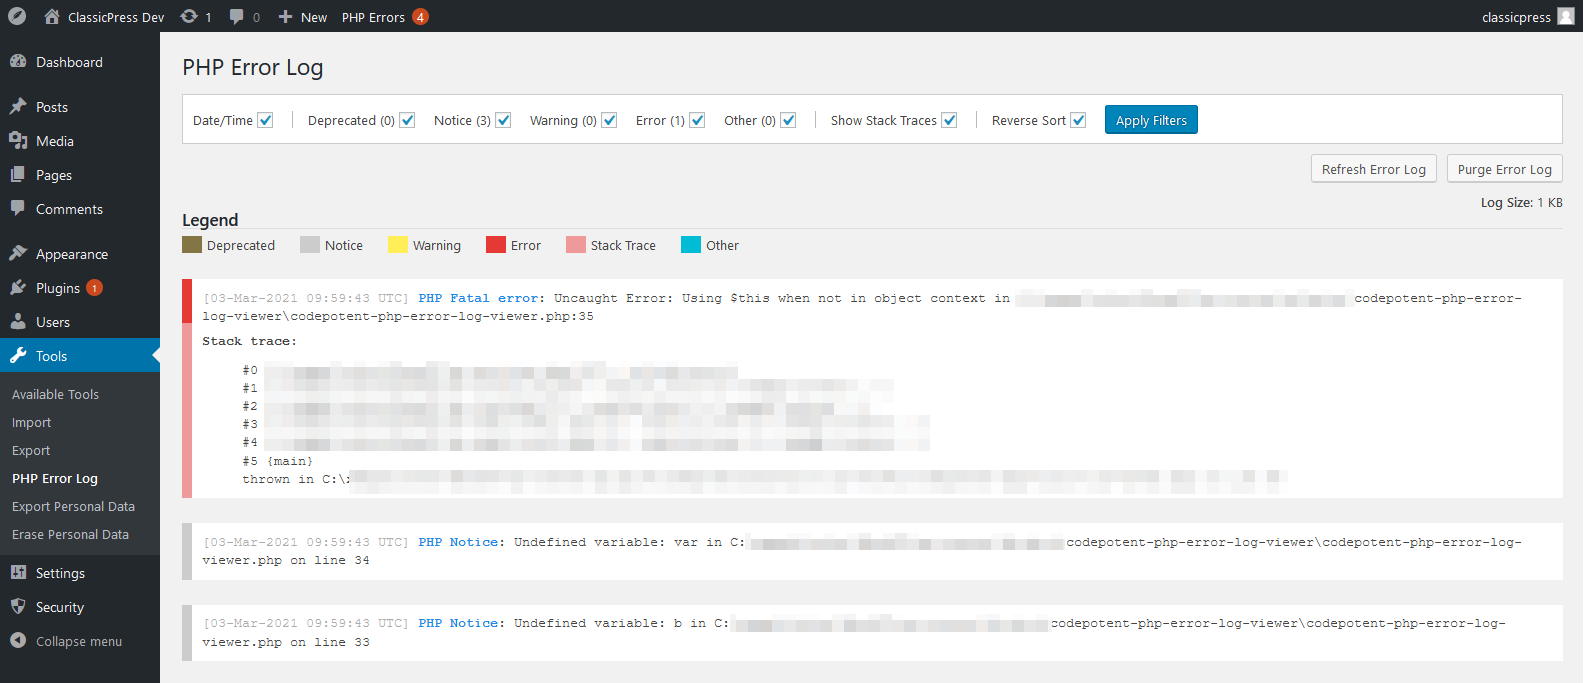 ClassicPress Dev 1 0 New PHP Errors 4 classicpress
Dashboard
Posts
Media
Pages
Comments
Appearance
Plugins 1
Users
Tools
Available Tools
Import
Export
PHP Error Log
Export Personal Data
Erase Personal Data
Settings
Security
Collapse menu
PHP Error Log
Date/Time Deprecated (0) Notice (3) Warning (0) Error (1) Other (0) Show Stack Traces Reverse Sort Apply Filters
Refresh Error Log Purge Error Log
Log Size: 1 KB
Legend
Deprecated Notice Warning Error Stack Trace Other
[03-Mar-2021 09:59:43 UTC] PHP Fatal error: Uncaught Error: Using $this when not in object context in codepotent-php-error-
log-viewer\codepotent-php-error-log-viewer.php:35
Stack trace:
#0
#1
#2
#3
#4
#5 {main}
thrown in C:\
[03-Mar-2021 09:59:43 UTC] PHP Notice: Undefined variable: var in C: codepotent-php-error-log-viewer\codepotent-php-error-log-
viewer.php on line 34
[03-Mar-2021 09:59:43 UTC] PHP Notice: Undefined variable: b in C: codepotent-php-error-log-viewer\codepotent-php-error-log-
viewer.php on line 33